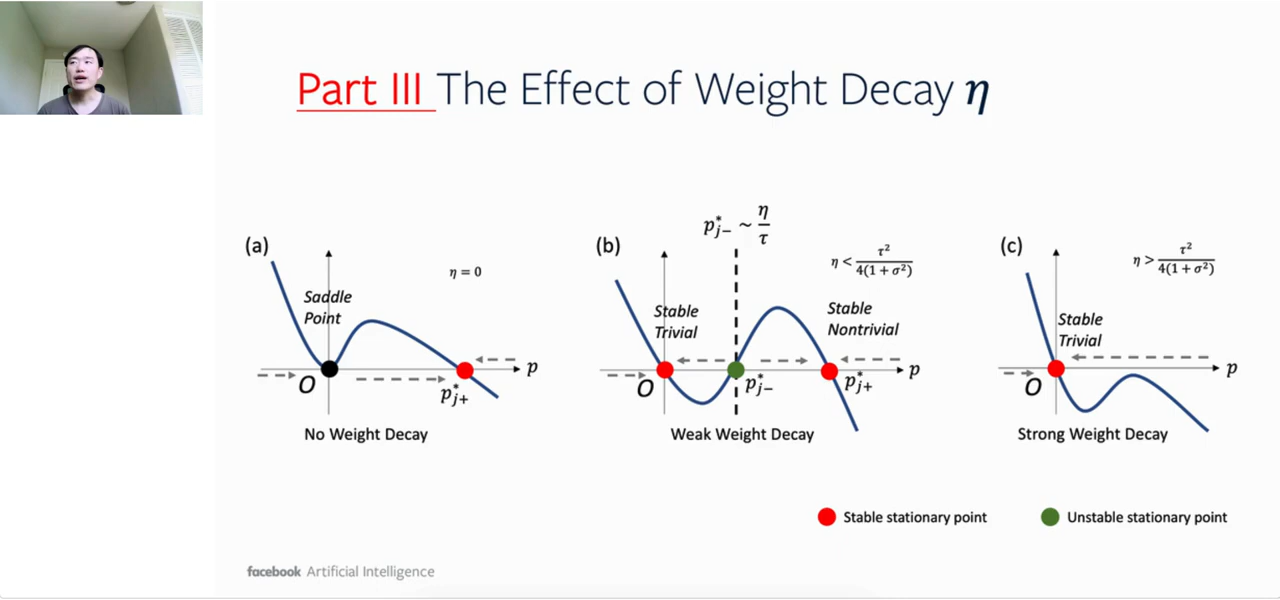 Part III The Effect of Weight Decay η
(a)
η = 0
Saddle
Point
O
p*j+
p
No Weight Decay
(b)
p*j− ~ η/τ
η < τ²/4(1 + σ²)
Stable
Trivial
Stable
Nontrivial
O
p*j−
p*j+
p
Weak Weight Decay
(c)
η > τ²/4(1 + σ²)
Stable
Trivial
O
p
Strong Weight Decay
Stable stationary point
Unstable stationary point
facebook Artificial Intelligence